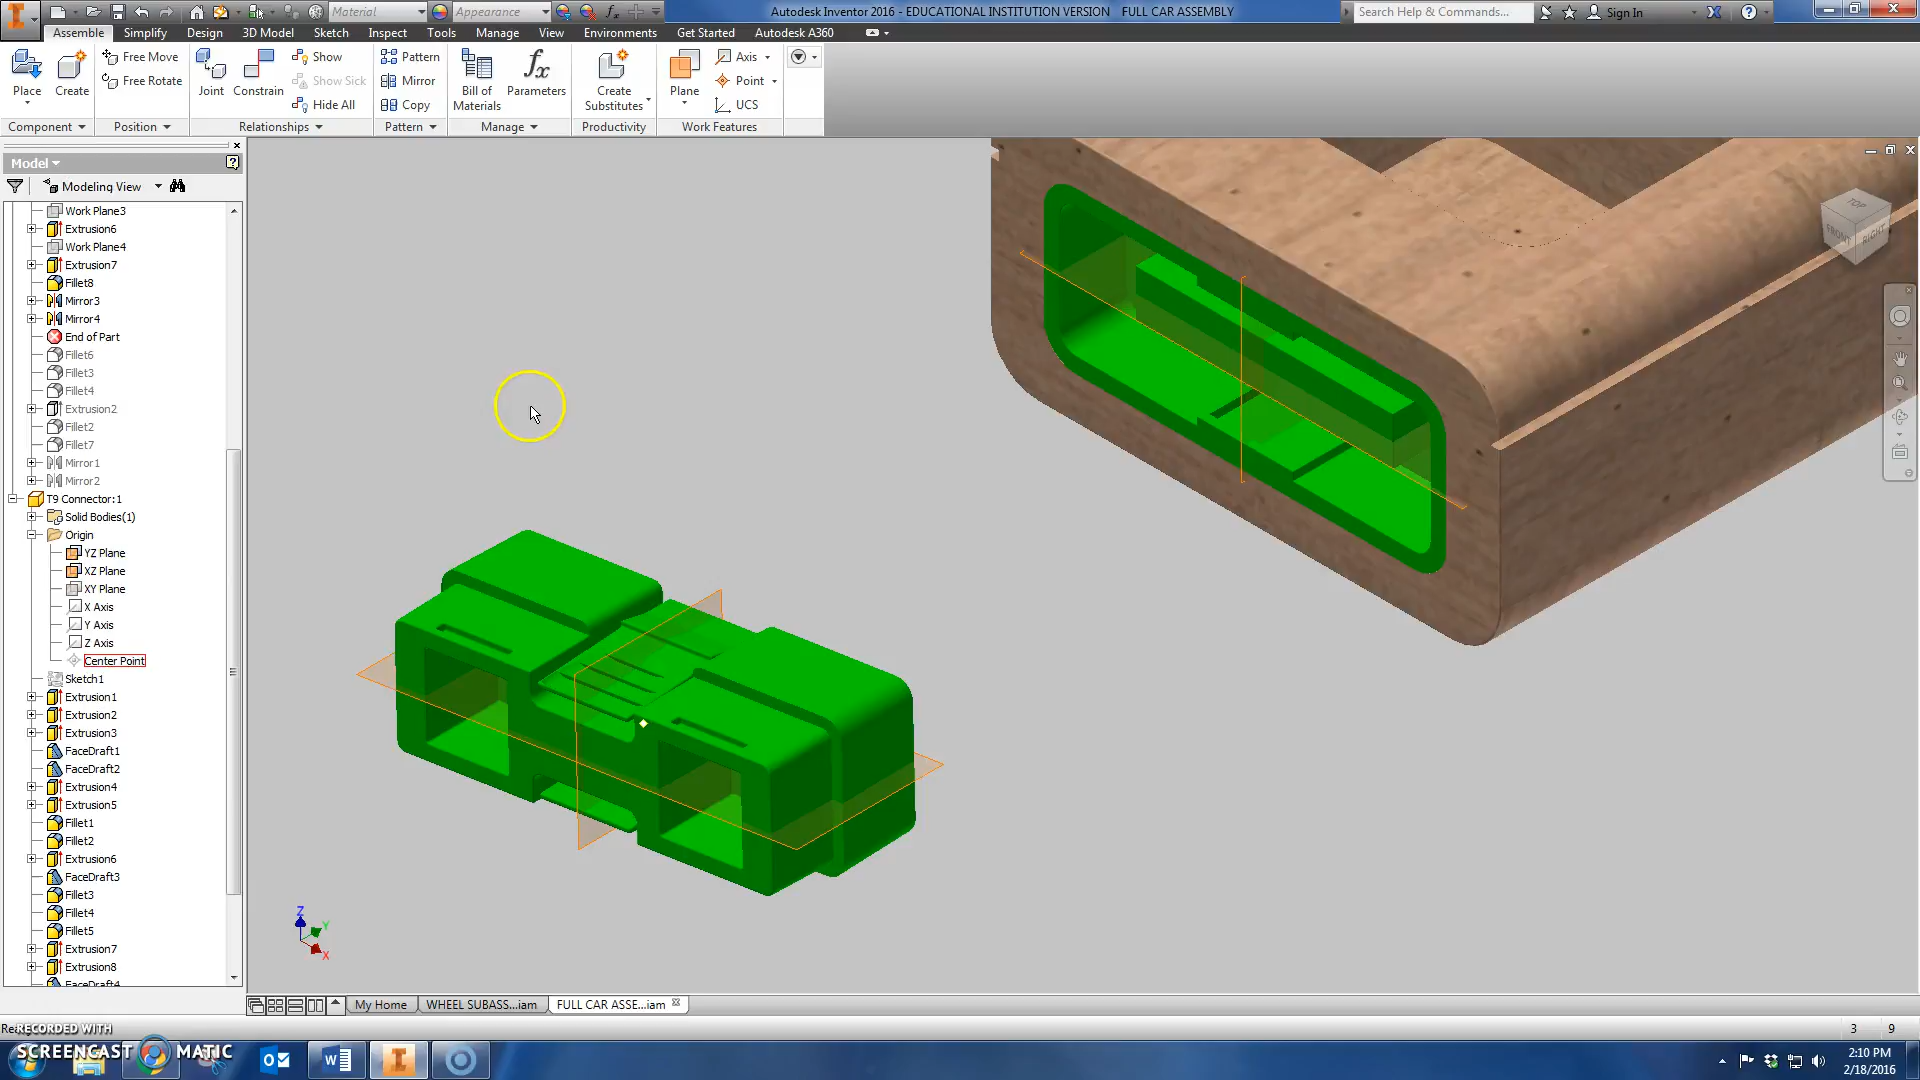 Material
Appearance
Autodesk Inventor 2016 - EDUCATIONAL INSTITUTION VERSION FULL CAR ASSEMBLY
Search Help & Commands...
Sign In
Assemble Simplify Design 3D Model Sketch Inspect Tools Manage View Environments Get Started Autodesk A360
Place
Create
Free Move
Free Rotate
Joint
Constrain
Show
Show Sick
Hide All
Pattern
Mirror
Copy
Bill of
Materials
fx
Parameters
Create
Substitutes
Plane
Axis
Point
UCS
Component Position Relationships Pattern Manage Productivity Work Features
Model
Modeling View
Work Plane3
Extrusion6
Work Plane4
Extrusion7
Fillet8
Mirror3
Mirror4
End of Part
Fillet6
Fillet3
Fillet4
Extrusion2
Fillet2
Fillet7
Mirror1
Mirror2
T9 Connector:1
Solid Bodies(1)
Origin
YZ Plane
XZ Plane
XY Plane
X Axis
Y Axis
Z Axis
Center Point
Sketch1
Extrusion1
Extrusion2
Extrusion3
FaceDraft1
FaceDraft2
Extrusion4
Extrusion5
Fillet1
Fillet2
Extrusion6
FaceDraft3
Fillet3
Fillet4
Fillet5
Extrusion7
Extrusion8
FaceDraft4
TOP
FRONT
RIGHT
Z
Y
X
My Home
WHEEL SUBASS...iam
FULL CAR ASSE...iam
3 9
RECORDED WITH
SCREENCAST MATIC
2:10 PM
2/18/2016